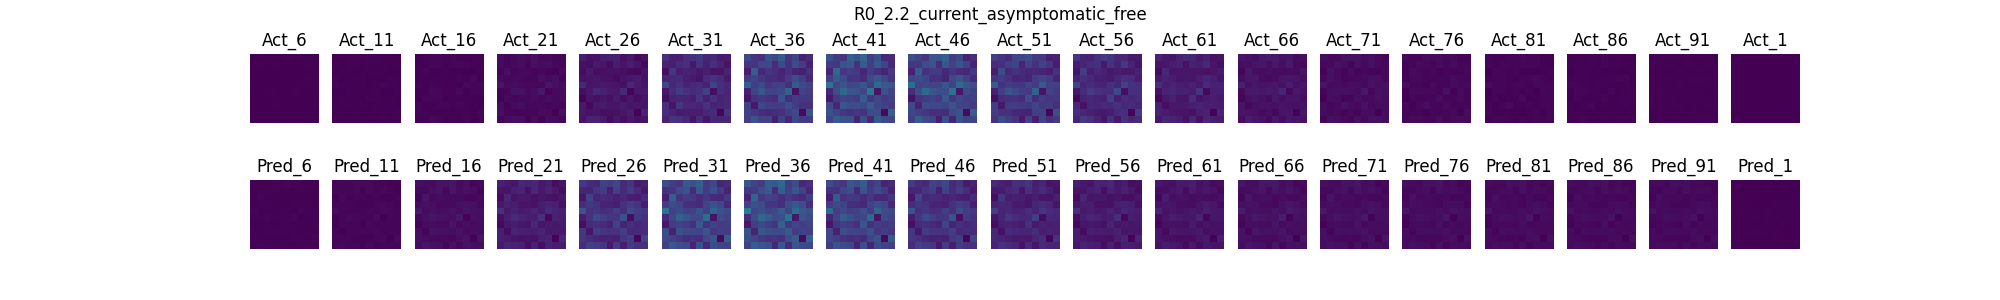 R0_2.2_current_asymptomatic_free
Act_6 Act_11 Act_16 Act_21 Act_26 Act_31 Act_36 Act_41 Act_46 Act_51 Act_56 Act_61 Act_66 Act_71 Act_76 Act_81 Act_86 Act_91 Act_1
Pred_6 Pred_11 Pred_16 Pred_21 Pred_26 Pred_31 Pred_36 Pred_41 Pred_46 Pred_51 Pred_56 Pred_61 Pred_66 Pred_71 Pred_76 Pred_81 Pred_86 Pred_91 Pred_1